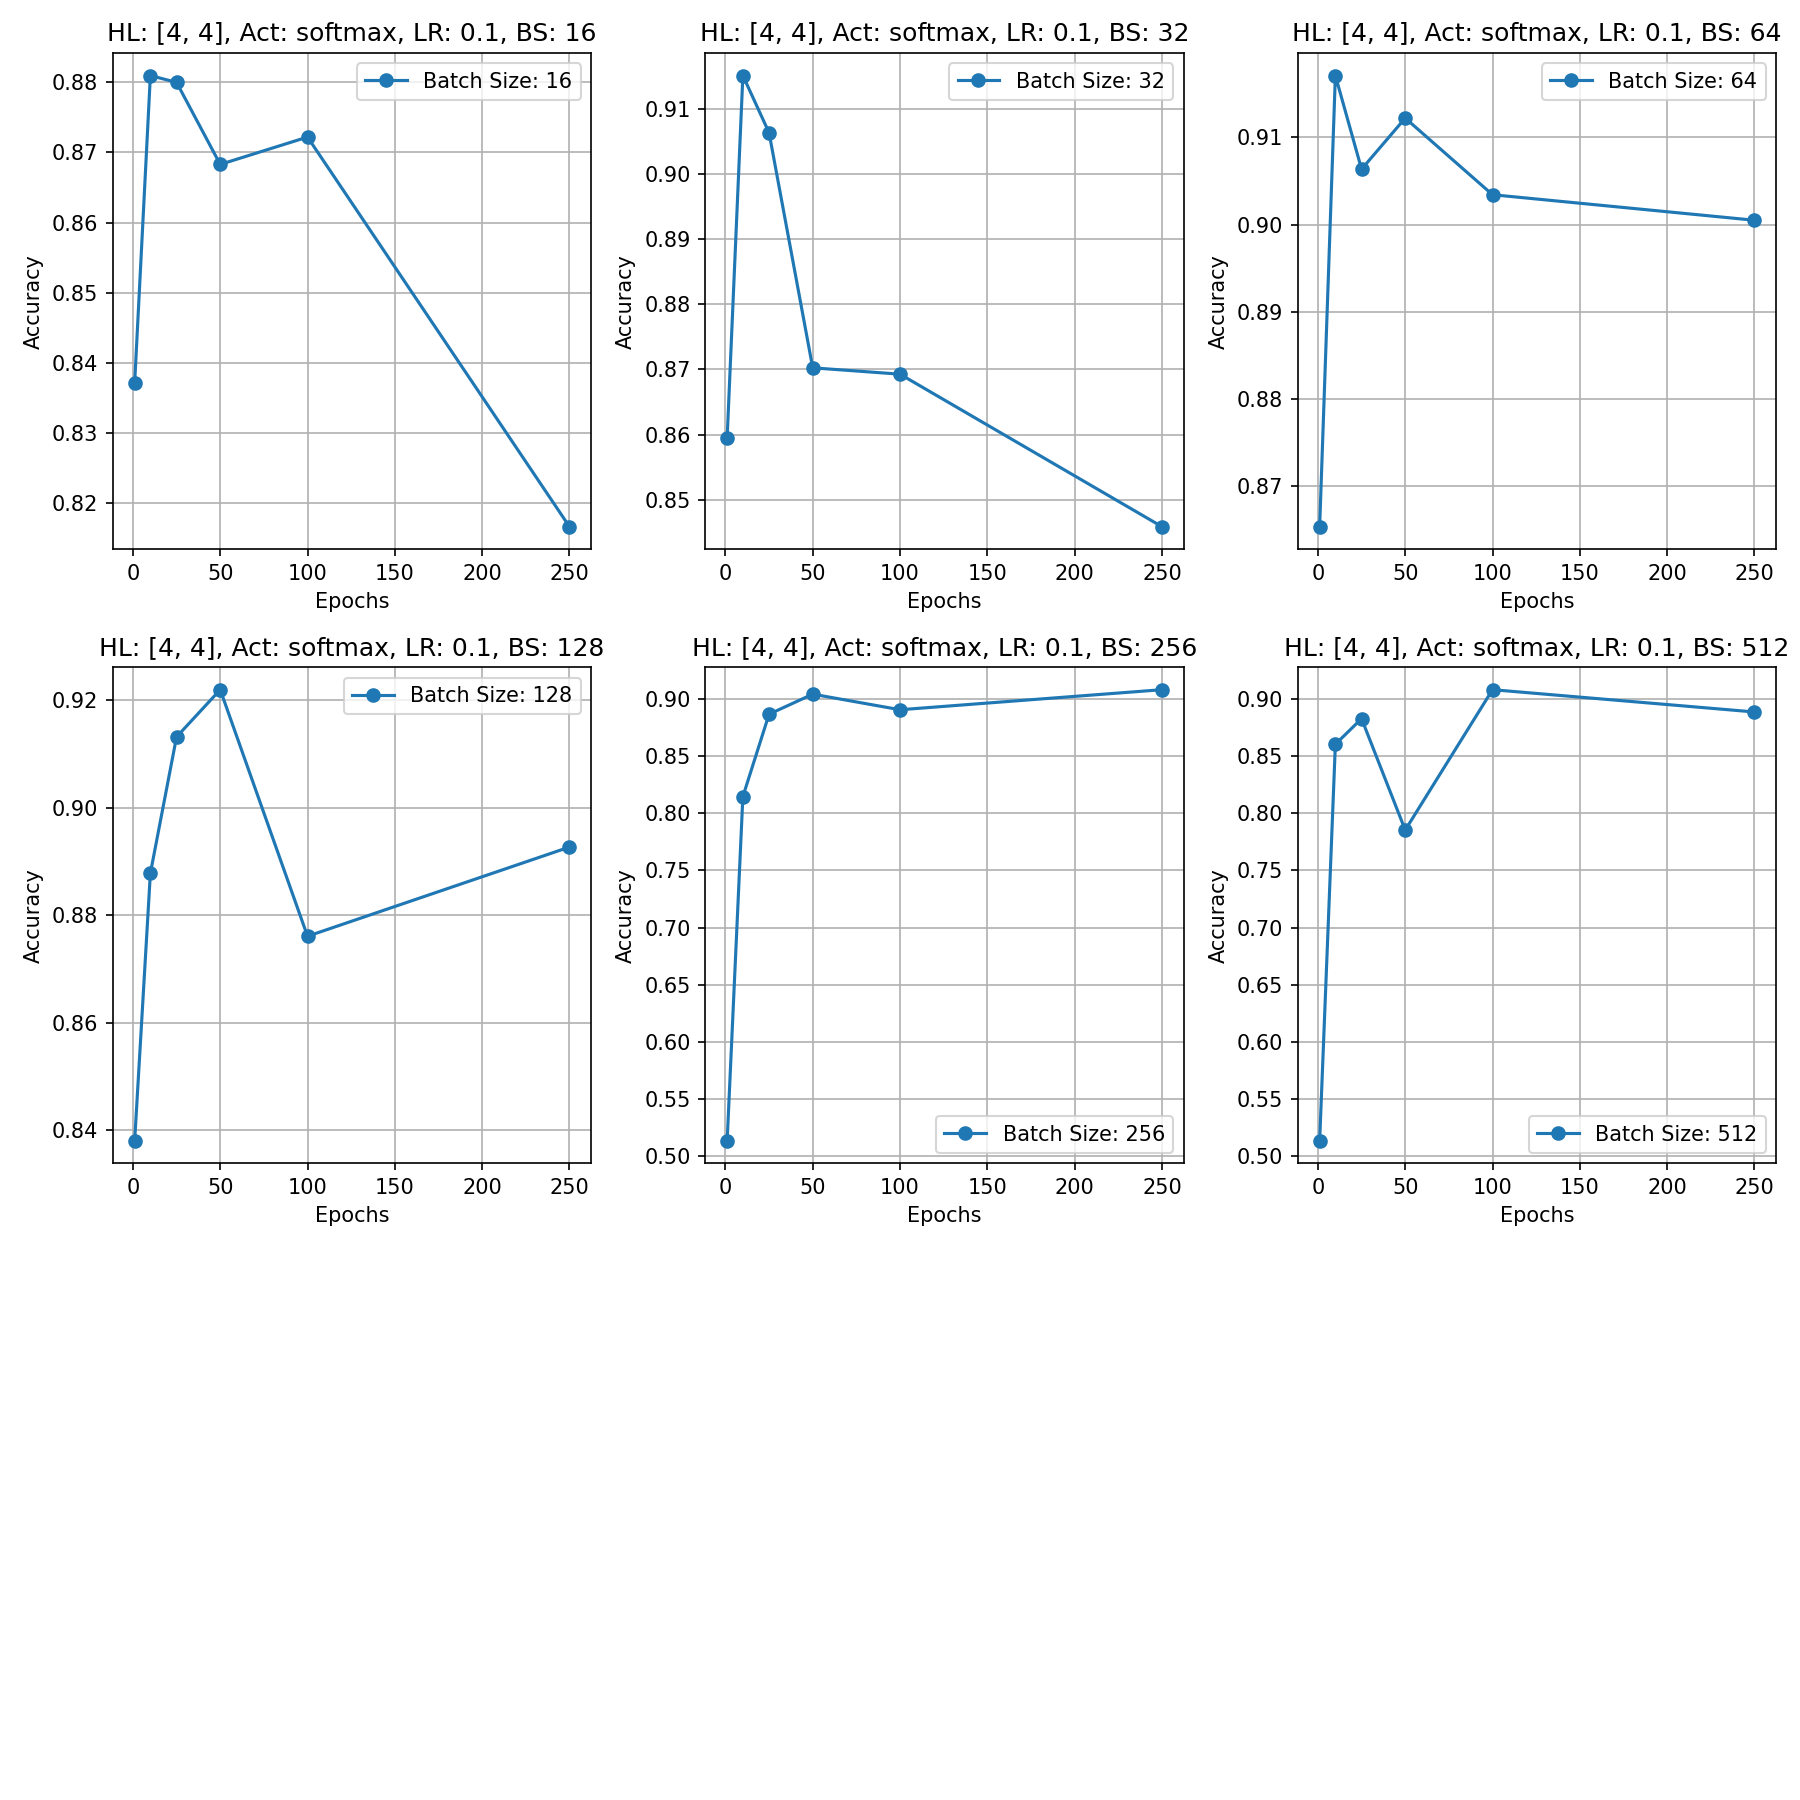 HL: [4, 4], Act: softmax, LR: 0.1, BS: 16
Batch Size: 16
Accuracy
0.88
0.87
0.86
0.85
0.84
0.83
0.82
0 50 100 150 200 250
Epochs
HL: [4, 4], Act: softmax, LR: 0.1, BS: 32
Batch Size: 32
Accuracy
0.91
0.90
0.89
0.88
0.87
0.86
0.85
0 50 100 150 200 250
Epochs
HL: [4, 4], Act: softmax, LR: 0.1, BS: 64
Batch Size: 64
Accuracy
0.91
0.90
0.89
0.88
0.87
0 50 100 150 200 250
Epochs
HL: [4, 4], Act: softmax, LR: 0.1, BS: 128
Batch Size: 128
Accuracy
0.92
0.90
0.88
0.86
0.84
0 50 100 150 200 250
Epochs
HL: [4, 4], Act: softmax, LR: 0.1, BS: 256
Accuracy
0.90
0.85
0.80
0.75
0.70
0.65
0.60
0.55
0.50
Batch Size: 256
0 50 100 150 200 250
Epochs
HL: [4, 4], Act: softmax, LR: 0.1, BS: 512
Accuracy
0.90
0.85
0.80
0.75
0.70
0.65
0.60
0.55
0.50
Batch Size: 512
0 50 100 150 200 250
Epochs